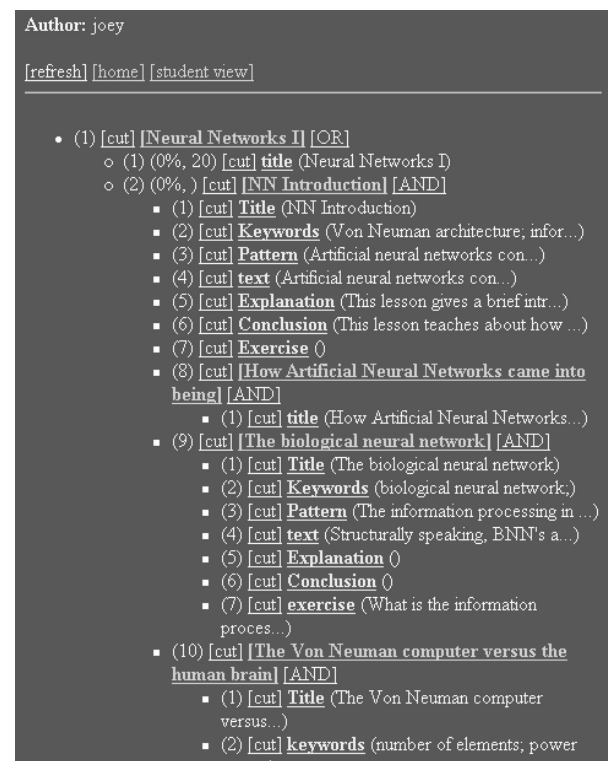 Author: joey
[refresh] [home] [student view]
• (1) [cut] [Neural Networks I] [OR]
○ (1) (0%, 20) [cut] title (Neural Networks I)
○ (2) (0%, ) [cut] [NN Introduction] [AND]
▪ (1) [cut] Title (NN Introduction)
▪ (2) [cut] Keywords (Von Neuman architecture; infor...)
▪ (3) [cut] Pattern (Artificial neural networks con...)
▪ (4) [cut] text (Artificial neural networks con...)
▪ (5) [cut] Explanation (This lesson gives a brief intr...)
▪ (6) [cut] Conclusion (This lesson teaches about how ...)
▪ (7) [cut] Exercise ()
▪ (8) [cut] [How Artificial Neural Networks came into
being] [AND]
▪ (1) [cut] title (How Artificial Neural Networks...)
▪ (9) [cut] [The biological neural network] [AND]
▪ (1) [cut] Title (The biological neural network)
▪ (2) [cut] Keywords (biological neural network;)
▪ (3) [cut] Pattern (The information processing in ...)
▪ (4) [cut] text (Structurally speaking, BNN's a...)
▪ (5) [cut] Explanation ()
▪ (6) [cut] Conclusion ()
▪ (7) [cut] exercise (What is the information
proces...)
▪ (10) [cut] [The Von Neuman computer versus the
human brain] [AND]
▪ (1) [cut] Title (The Von Neuman computer
versus...)
▪ (2) [cut] keywords (number of elements; power